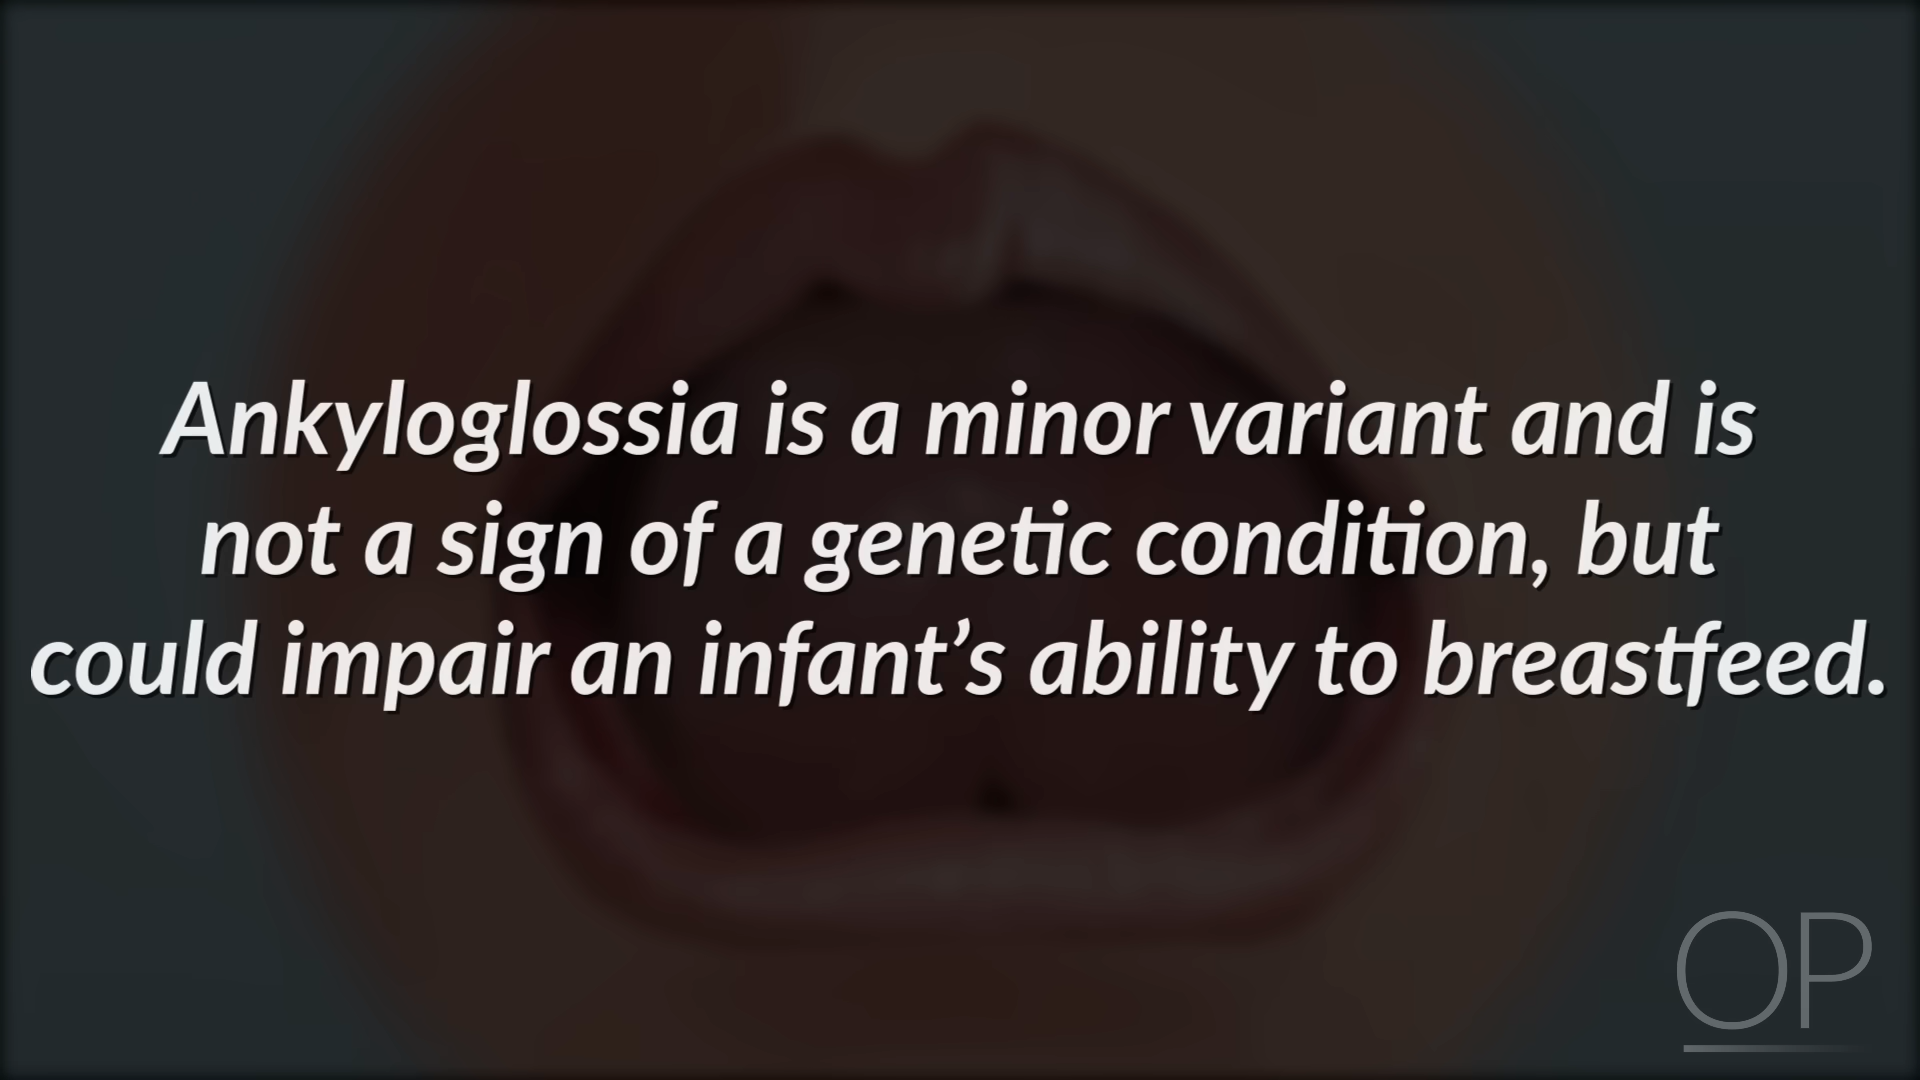 Ankyloglossia is a minor variant and is
not a sign of a genetic condition, but
could impair an infant’s ability to breastfeed.
OP